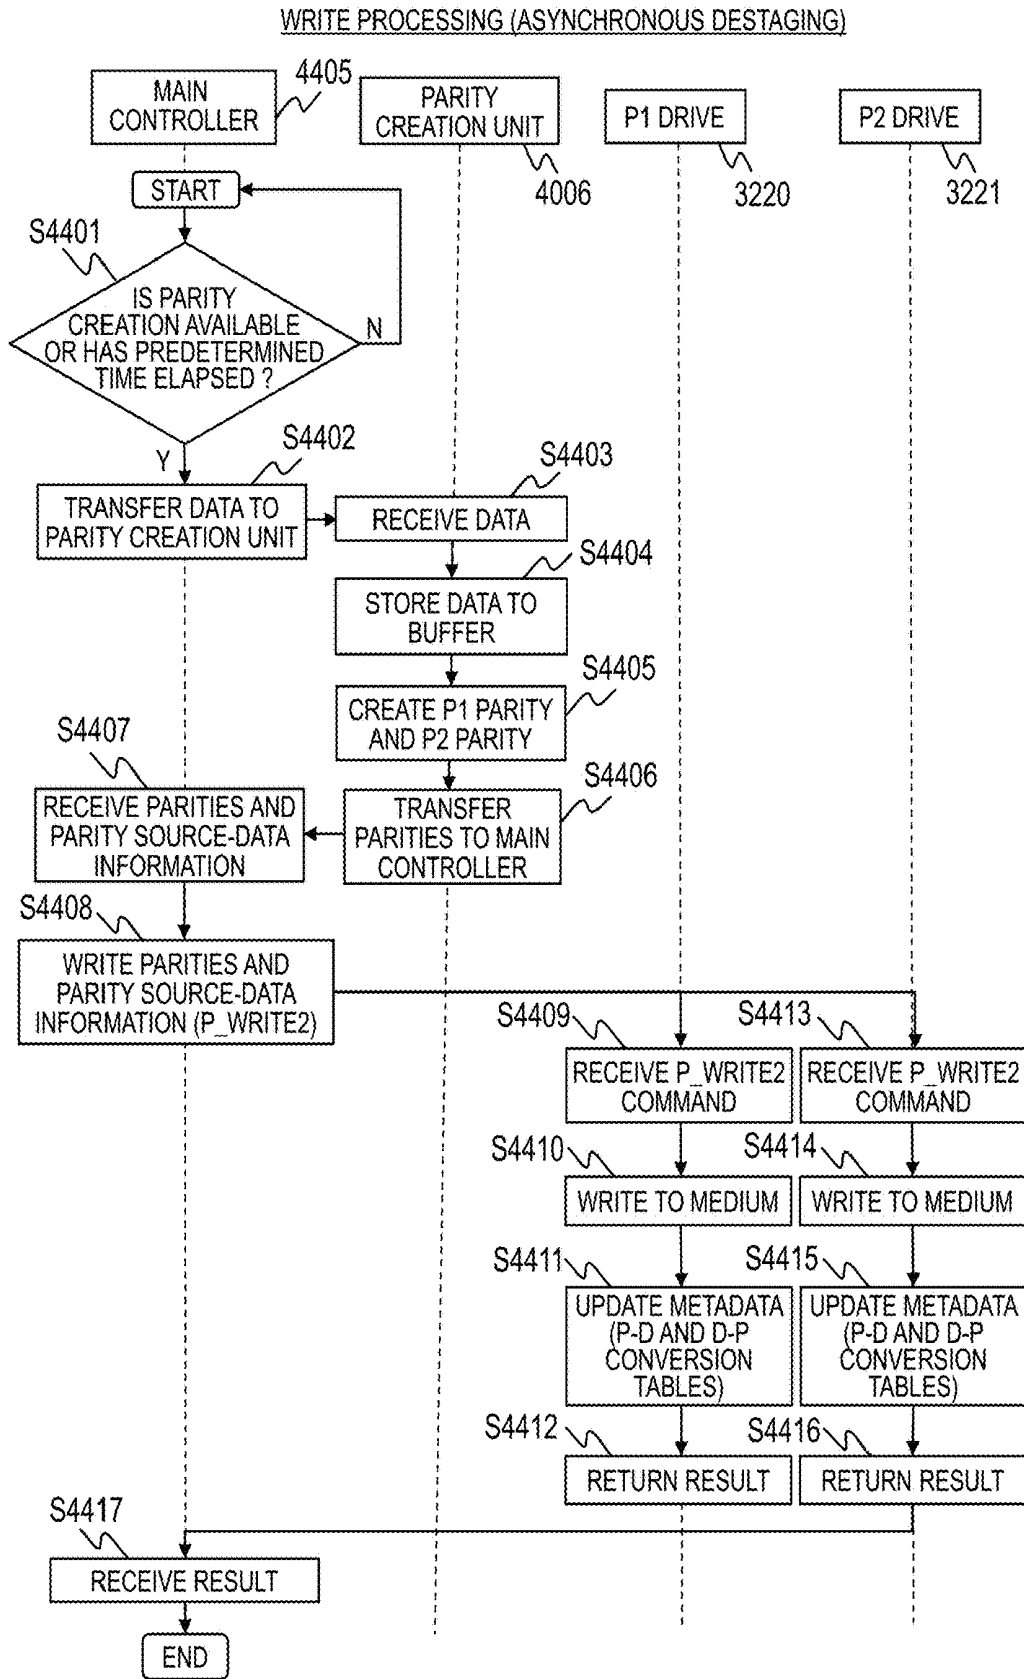 WRITE PROCESSING (ASYNCHRONOUS DESTAGING)
MAIN
CONTROLLER
4405
PARITY
CREATION UNIT
4006
P1 DRIVE
3220
P2 DRIVE
3221
START
S4401
IS PARITY
CREATION AVAILABLE
OR HAS PREDETERMINED
TIME ELAPSED ?
N
Y
S4402
TRANSFER DATA TO
PARITY CREATION UNIT
S4403
RECEIVE DATA
S4404
STORE DATA TO
BUFFER
S4405
CREATE P1 PARITY
AND P2 PARITY
S4406
TRANSFER
PARITIES TO MAIN
CONTROLLER
S4407
RECEIVE PARITIES AND
PARITY SOURCE-DATA
INFORMATION
S4408
WRITE PARITIES AND
PARITY SOURCE-DATA
INFORMATION (P_WRITE2)
S4409
RECEIVE P_WRITE2
COMMAND
S4413
RECEIVE P_WRITE2
COMMAND
S4410
WRITE TO MEDIUM
S4414
WRITE TO MEDIUM
S4411
UPDATE METADATA
(P-D AND D-P
CONVERSION
TABLES)
S4415
UPDATE METADATA
(P-D AND D-P
CONVERSION
TABLES)
S4412
RETURN RESULT
S4416
RETURN RESULT
S4417
RECEIVE RESULT
END